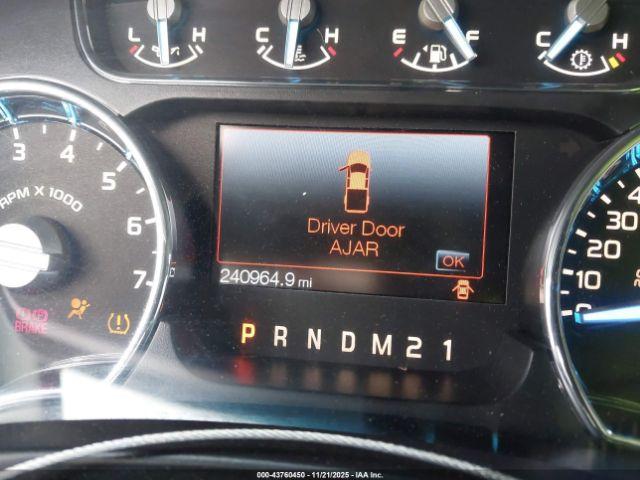 L H
C H
E F
C H
3 4 5 6 7
RPM X 1000
BRAKE
Driver Door
AJAR
OK
240964.9 mi
P R N D M 2 1
30
20
10
0
000-43760450 - 11/21/2025 - IAA Inc.